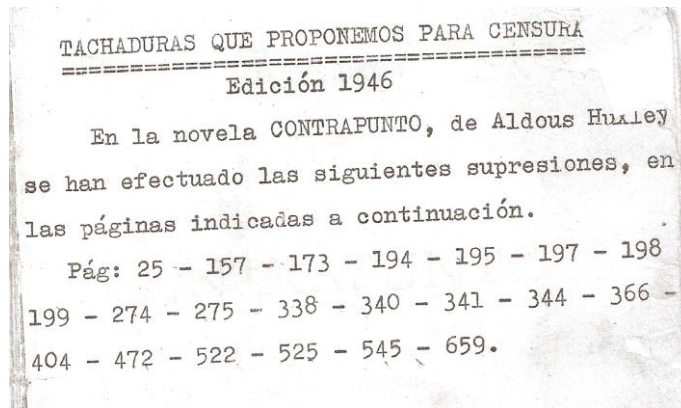 TACHADURAS QUE PROPONEMOS PARA CENSURA
=======================================
Edición 1946
En la novela CONTRAPUNTO, de Aldous Huxley
se han efectuado las siguientes supresiones, en
las páginas indicadas a continuación.
Pág: 25 - 157 - 173 - 194 - 195 - 197 - 198
199 - 274 - 275 - 338 - 340 - 341 - 344 - 366 -
404 - 472 - 522 - 525 - 545 - 659.